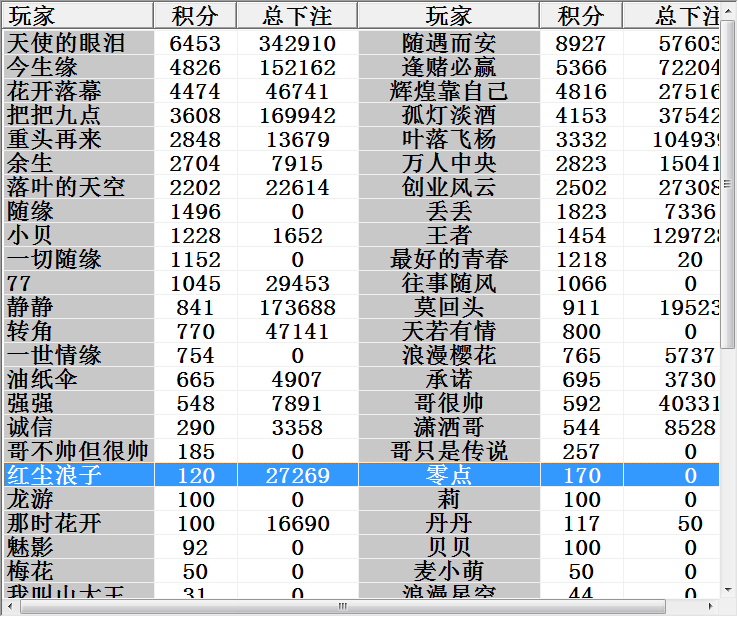 玩家 积分 总下注 玩家 积分 总下注
天使的眼泪 6453 342910 随遇而安 8927 57603
今生缘 4826 152162 逢赌必赢 5366 72204
花开落幕 4474 46741 辉煌靠自己 4816 27516
把把九点 3608 169942 孤灯淡酒 4153 37542
重头再来 2848 13679 叶落飞杨 3332 104939
余生 2704 7915 万人中央 2823 15041
落叶的天空 2202 22614 创业风云 2502 27308
随缘 1496 0 丢丢 1823 7336
小贝 1228 1652 王者 1454 129728
一切随缘 1152 0 最好的青春 1218 20
77 1045 29453 往事随风 1066 0
静静 841 173688 莫回头 911 19523
转角 770 47141 天若有情 800 0
一世情缘 754 0 浪漫樱花 765 5737
油纸伞 665 4907 承诺 695 3730
强强 548 7891 哥很帅 592 40331
诚信 290 3358 潇洒哥 544 8528
哥不帅但很帅 185 0 哥只是传说 257 0
红尘浪子 120 27269 零点 170 0
龙游 100 0 莉 100 0
那时花开 100 16690 丹丹 117 50
魅影 92 0 贝贝 100 0
梅花 50 0 麦小萌 50 0
我叫山大王 31 0 浪漫星空 44 0